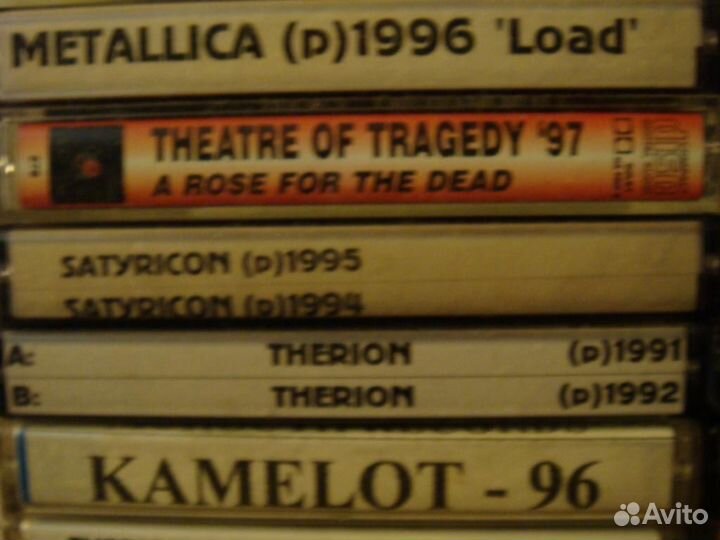 METALLICA (p)1996 'Load'
THEATRE OF TRAGEDY '97
A ROSE FOR THE DEAD
SATYRICON (p)1995
SATYRICON (p)1994
A: THERION (p)1991
B: THERION (p)1992
KAMELOT - 96
Avito